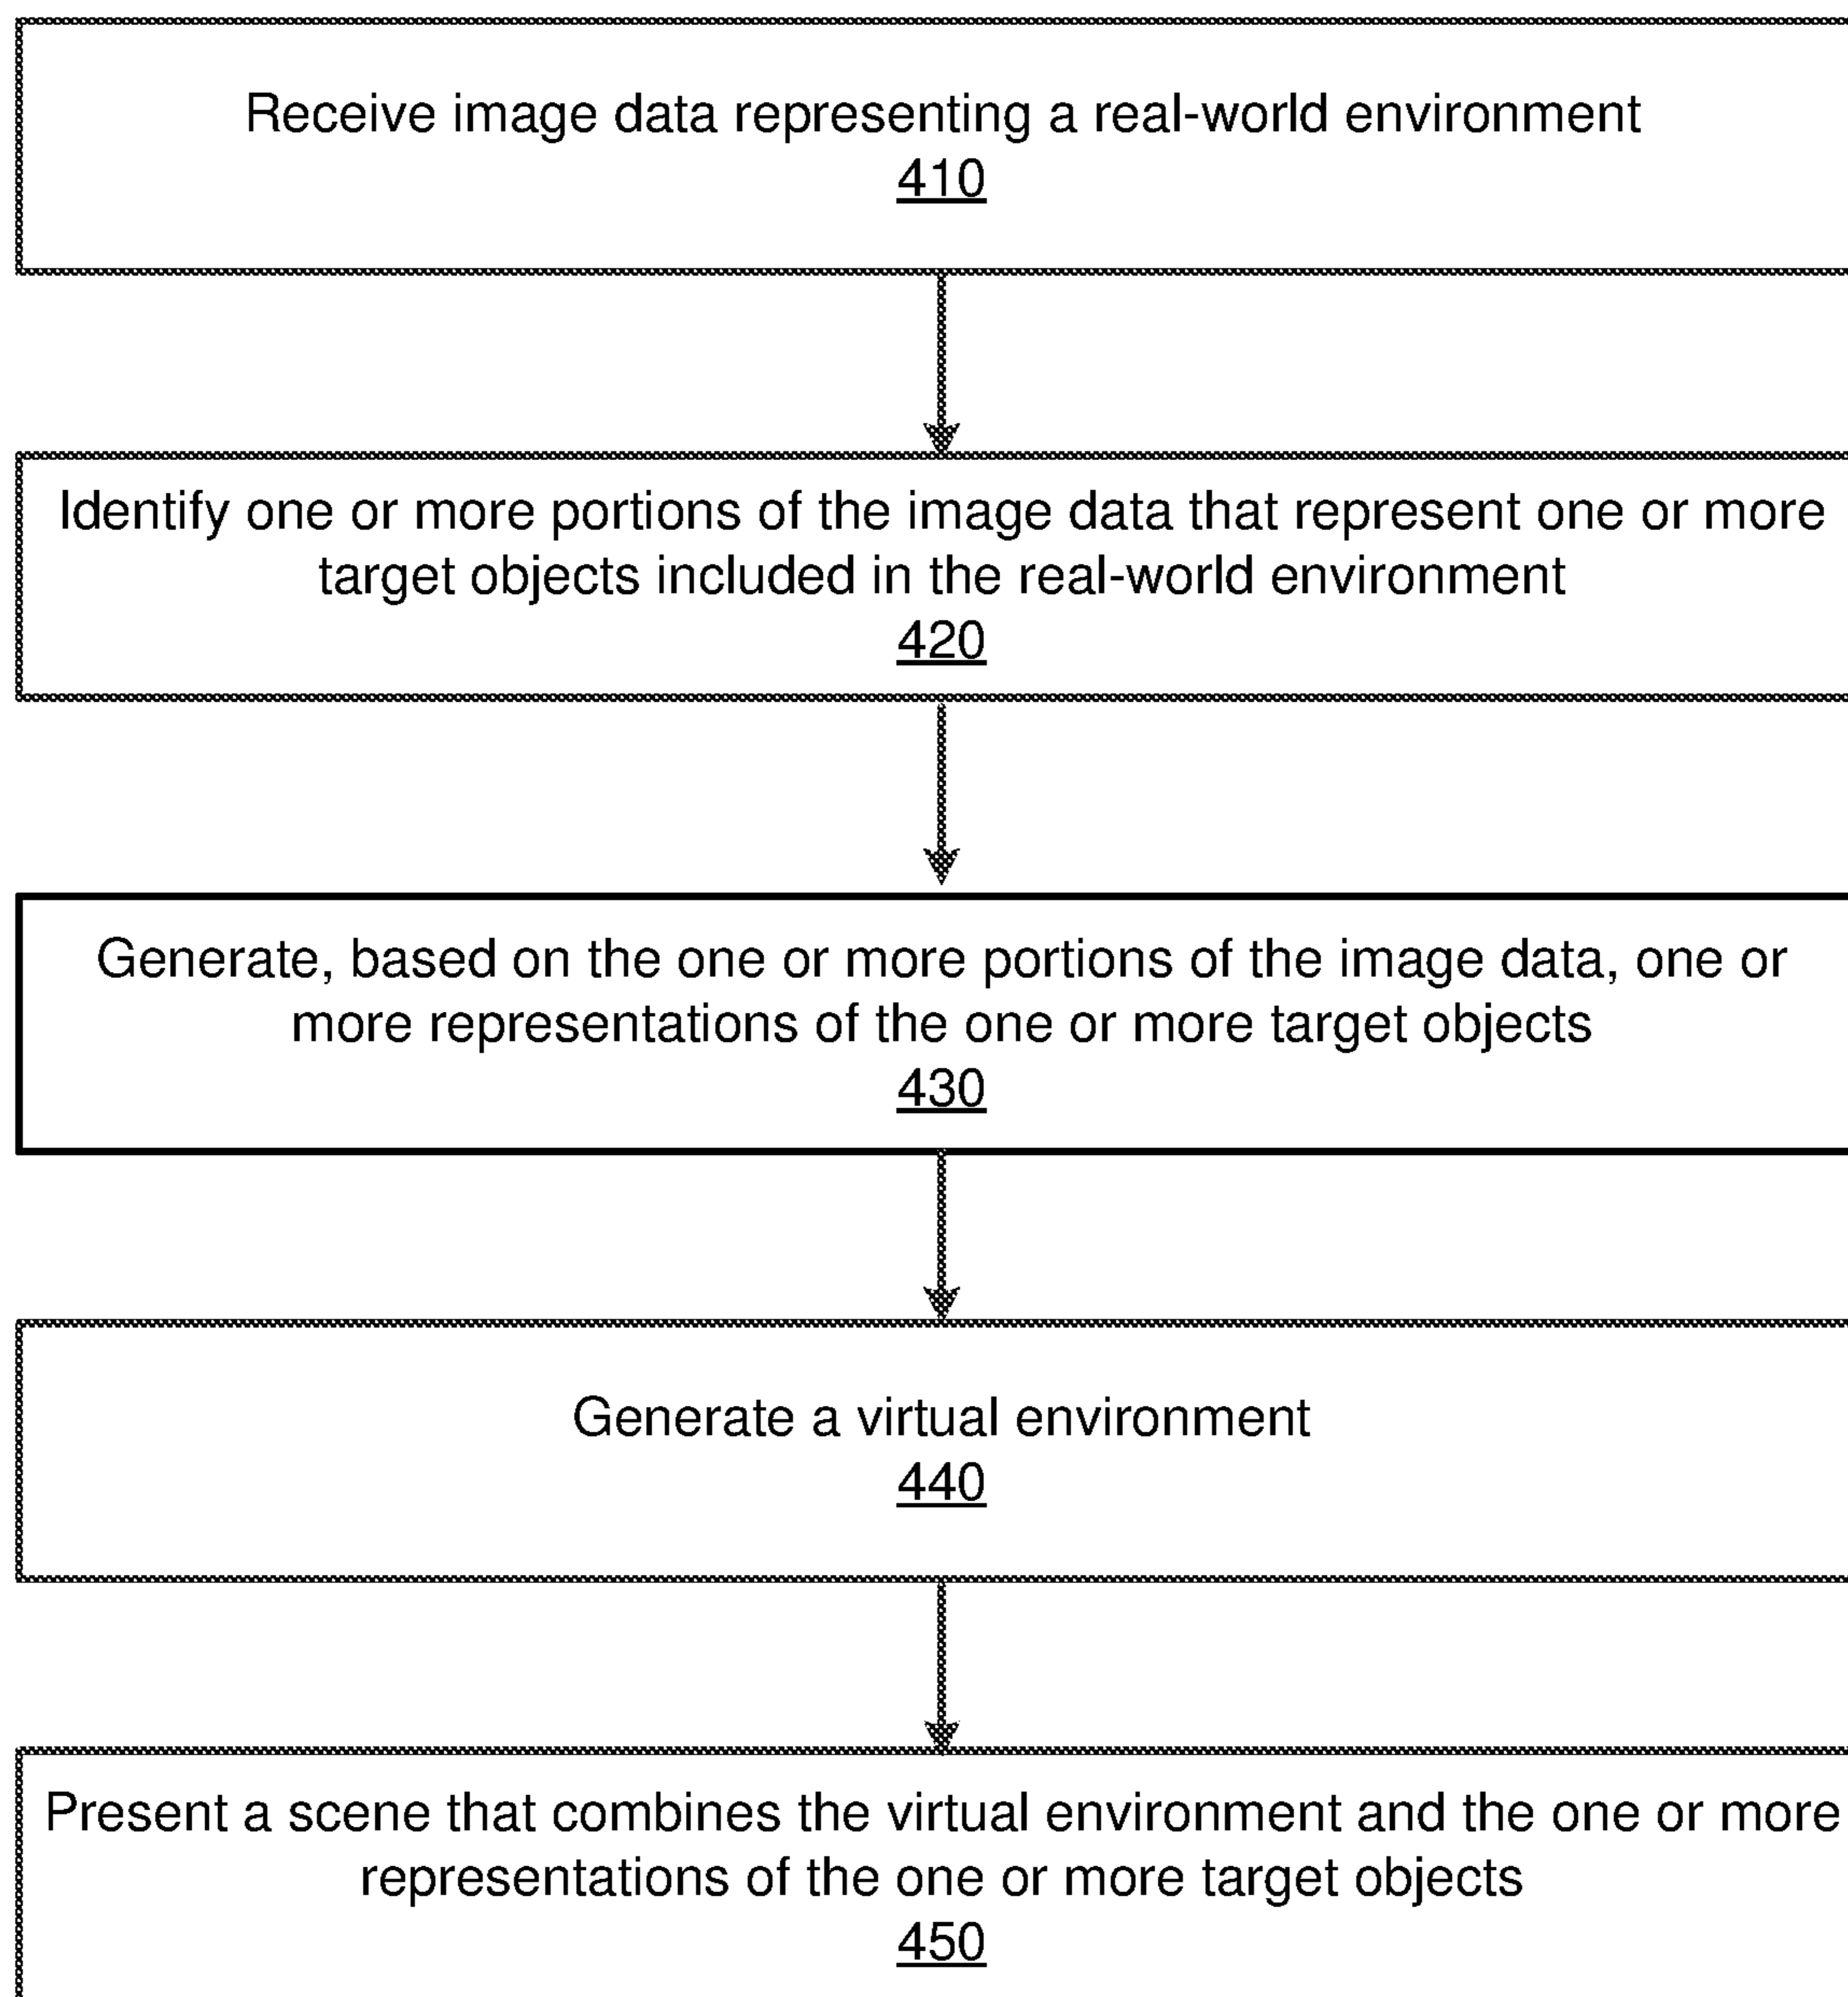 Receive image data representing a real-world environment
410
Identify one or more portions of the image data that represent one or more
target objects included in the real-world environment
420
Generate, based on the one or more portions of the image data, one or
more representations of the one or more target objects
430
Generate a virtual environment
440
Present a scene that combines the virtual environment and the one or more
representations of the one or more target objects
450